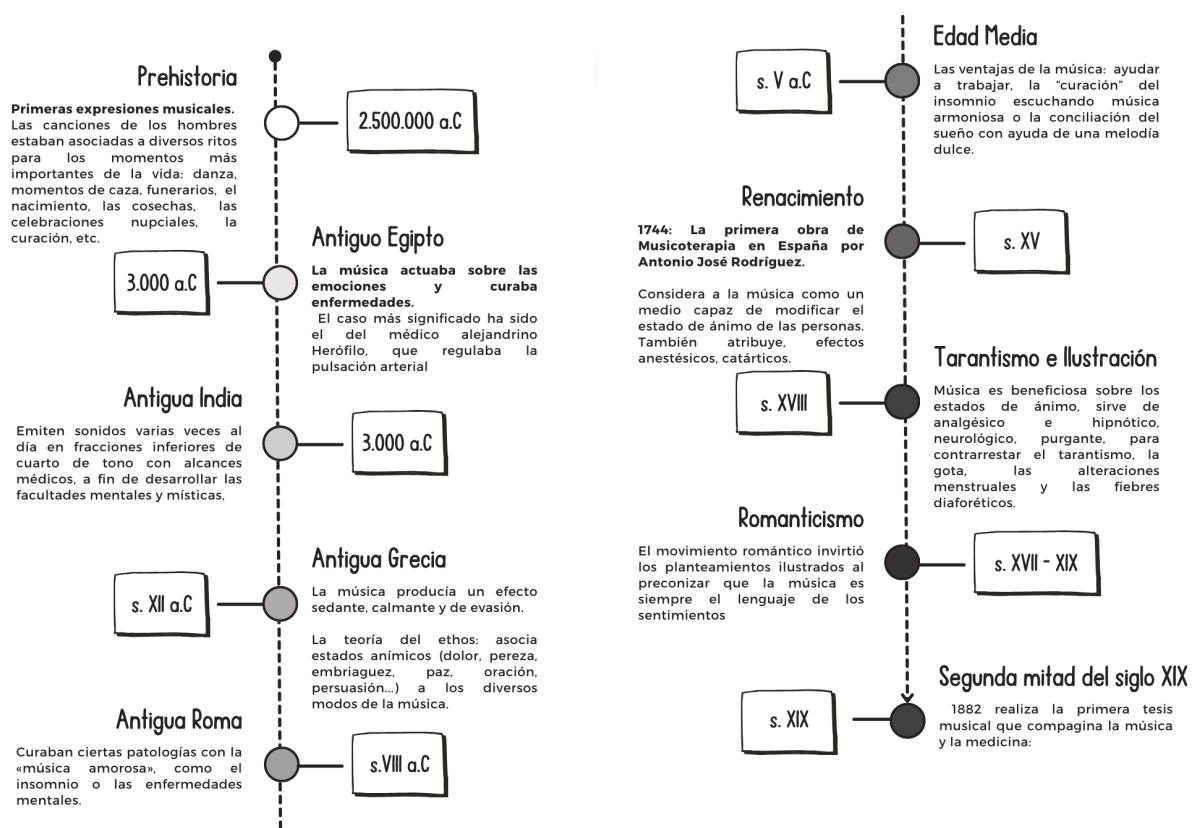 Prehistoria
Primeras expresiones musicales.
Las canciones de los hombres
estaban asociadas a diversos ritos
para los momentos más
importantes de la vida: danza,
momentos de caza, funerarios, el
nacimiento, las cosechas, las
celebraciones nupciales, la
curación, etc.
2.500.000 a.C
Antiguo Egipto
La música actuaba sobre las
emociones y curaba
enfermedades.
El caso más significado ha sido
el del médico alejandrino
Herófilo, que regulaba la
pulsación arterial
3.000 a.C
Antigua India
Emiten sonidos varias veces al
día en fracciones inferiores de
cuarto de tono con alcances
médicos, a fin de desarrollar las
facultades mentales y místicas,
3.000 a.C
Antigua Grecia
La música producía un efecto
sedante, calmante y de evasión.
La teoría del ethos: asocia
estados anímicos (dolor, pereza,
embriaguez, paz, oración,
persuasión...) a los diversos
modos de la música.
s. XII a.C
Antigua Roma
Curaban ciertas patologías con la
«música amorosa», como el
insomnio o las enfermedades
mentales.
s.VIII a.C
Edad Media
Las ventajas de la música: ayudar
a trabajar, la “curación” del
insomnio escuchando música
armoniosa o la conciliación del
sueño con ayuda de una melodía
dulce.
s. V a.C
Renacimiento
1744: La primera obra de
Musicoterapia en España por
Antonio José Rodríguez.
Considera a la música como un
medio capaz de modificar el
estado de ánimo de las personas.
También atribuye, efectos
anestésicos, catárticos.
s. XV
Tarantismo e Ilustración
Música es beneficiosa sobre los
estados de ánimo, sirve de
analgésico e hipnótico,
neurológico, purgante, para
contrarrestar el tarantismo, la
gota, las alteraciones
menstruales y las fiebres
diaforéticos.
s. XVIII
Romanticismo
El movimiento romántico invirtió
los planteamientos ilustrados al
preconizar que la música es
siempre el lenguaje de los
sentimientos
s. XVII - XIX
Segunda mitad del siglo XIX
1882 realiza la primera tesis
musical que compagina la música
y la medicina:
s. XIX